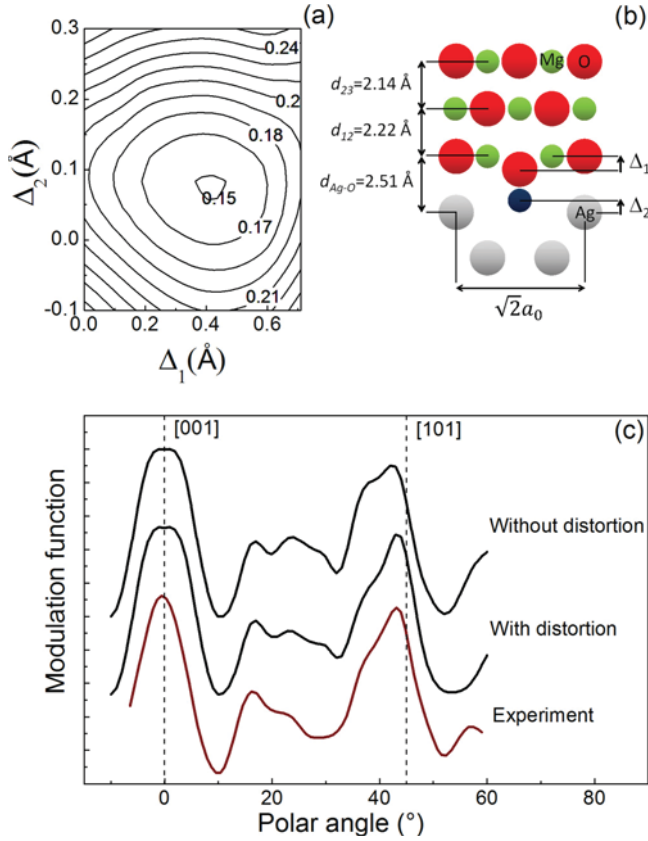 (a)
0.3
0.2
0.1
0.0
-0.1
0.0 0.2 0.4 0.6
Δ2(Å)
Δ1(Å)
0.24
0.2
0.18
0.15
0.17
0.21
(b)
Mg O
d23=2.14 Å
d12=2.22 Å
dAg-O=2.51 Å
Δ1
Δ2
Ag
√2a0
(c)
[001] [101]
Without distortion
With distortion
Experiment
Modulation function
0 20 40 60 80
Polar angle (°)